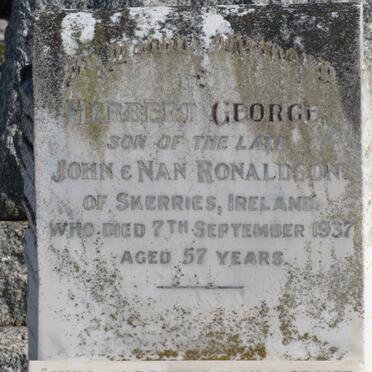 HERBERT GEORGE
SON OF THE LATE
JOHN & NAN RONALDSON
OF SKERRIES, IRELAND
WHO DIED 7TH SEPTEMBER 1937
AGED 57 YEARS.